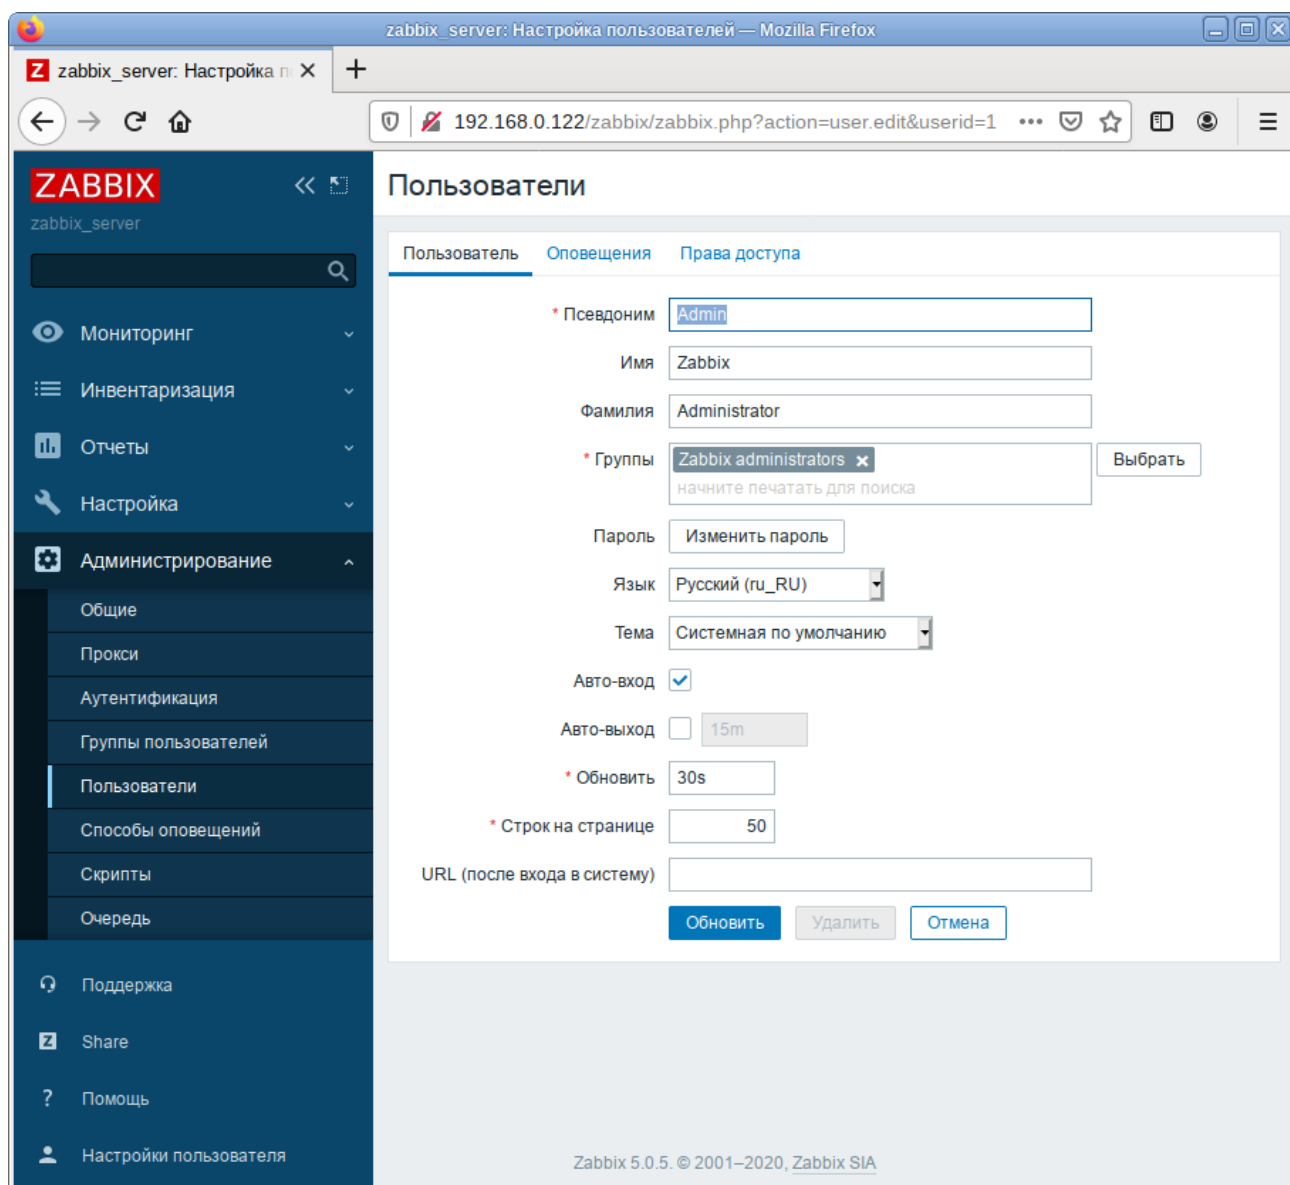 zabbix_server: Настройка пользователей — Mozilla Firefox
zabbix_server: Настройка п
192.168.0.122/zabbix/zabbix.php?action=user.edit&userid=1
ZABBIX
zabbix_server
Мониторинг
Инвентаризация
Отчеты
Настройка
Администрирование
Общие
Прокси
Аутентификация
Группы пользователей
Пользователи
Способы оповещений
Скрипты
Очередь
Поддержка
Share
Помощь
Настройки пользователя
Пользователи
Пользователь Оповещения Права доступа
* Псевдоним Admin
Имя Zabbix
Фамилия Administrator
* Группы Zabbix administrators Выбрать
начните печатать для поиска
Пароль Изменить пароль
Язык Русский (ru_RU)
Тема Системная по умолчанию
Авто-вход
Авто-выход 15m
* Обновить 30s
* Строк на странице 50
URL (после входа в систему)
Обновить Удалить Отмена
Zabbix 5.0.5. © 2001–2020, Zabbix SIA